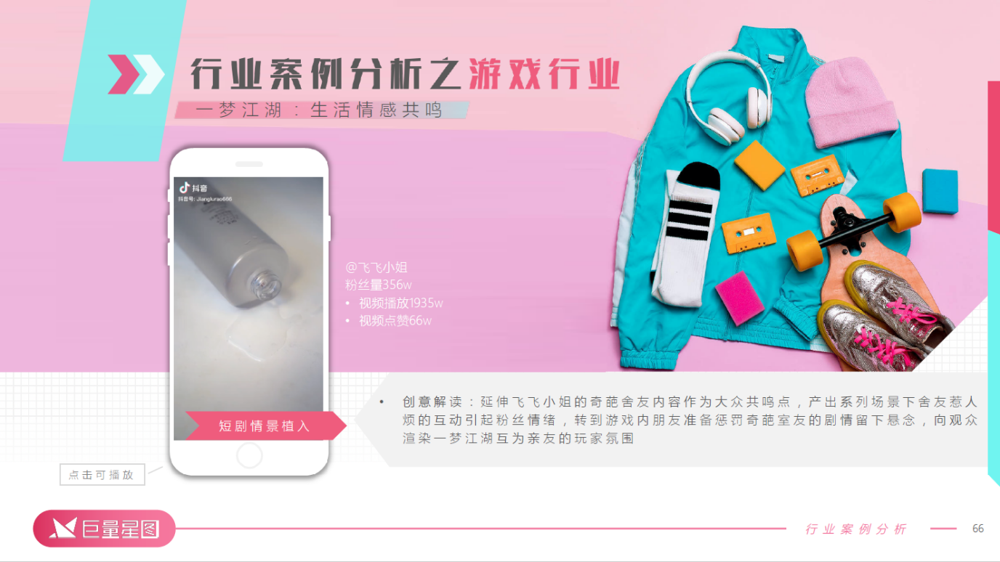 行业案例分析之游戏行业
一梦江湖：生活情感共鸣
抖音
抖音号: Jianglurao666
@飞飞小姐
粉丝量356w
• 视频播放1935w
• 视频点赞66w
• 创意解读：延伸飞飞小姐的奇葩舍友内容作为大众共鸣点，产出系列场景下舍友惹人
烦的互动引起粉丝情绪，转到游戏内朋友准备惩罚奇葩室友的剧情留下悬念，向观众
渲染一梦江湖互为亲友的玩家氛围
短剧情景植入
点击可播放
巨量星图
行业案例分析
66